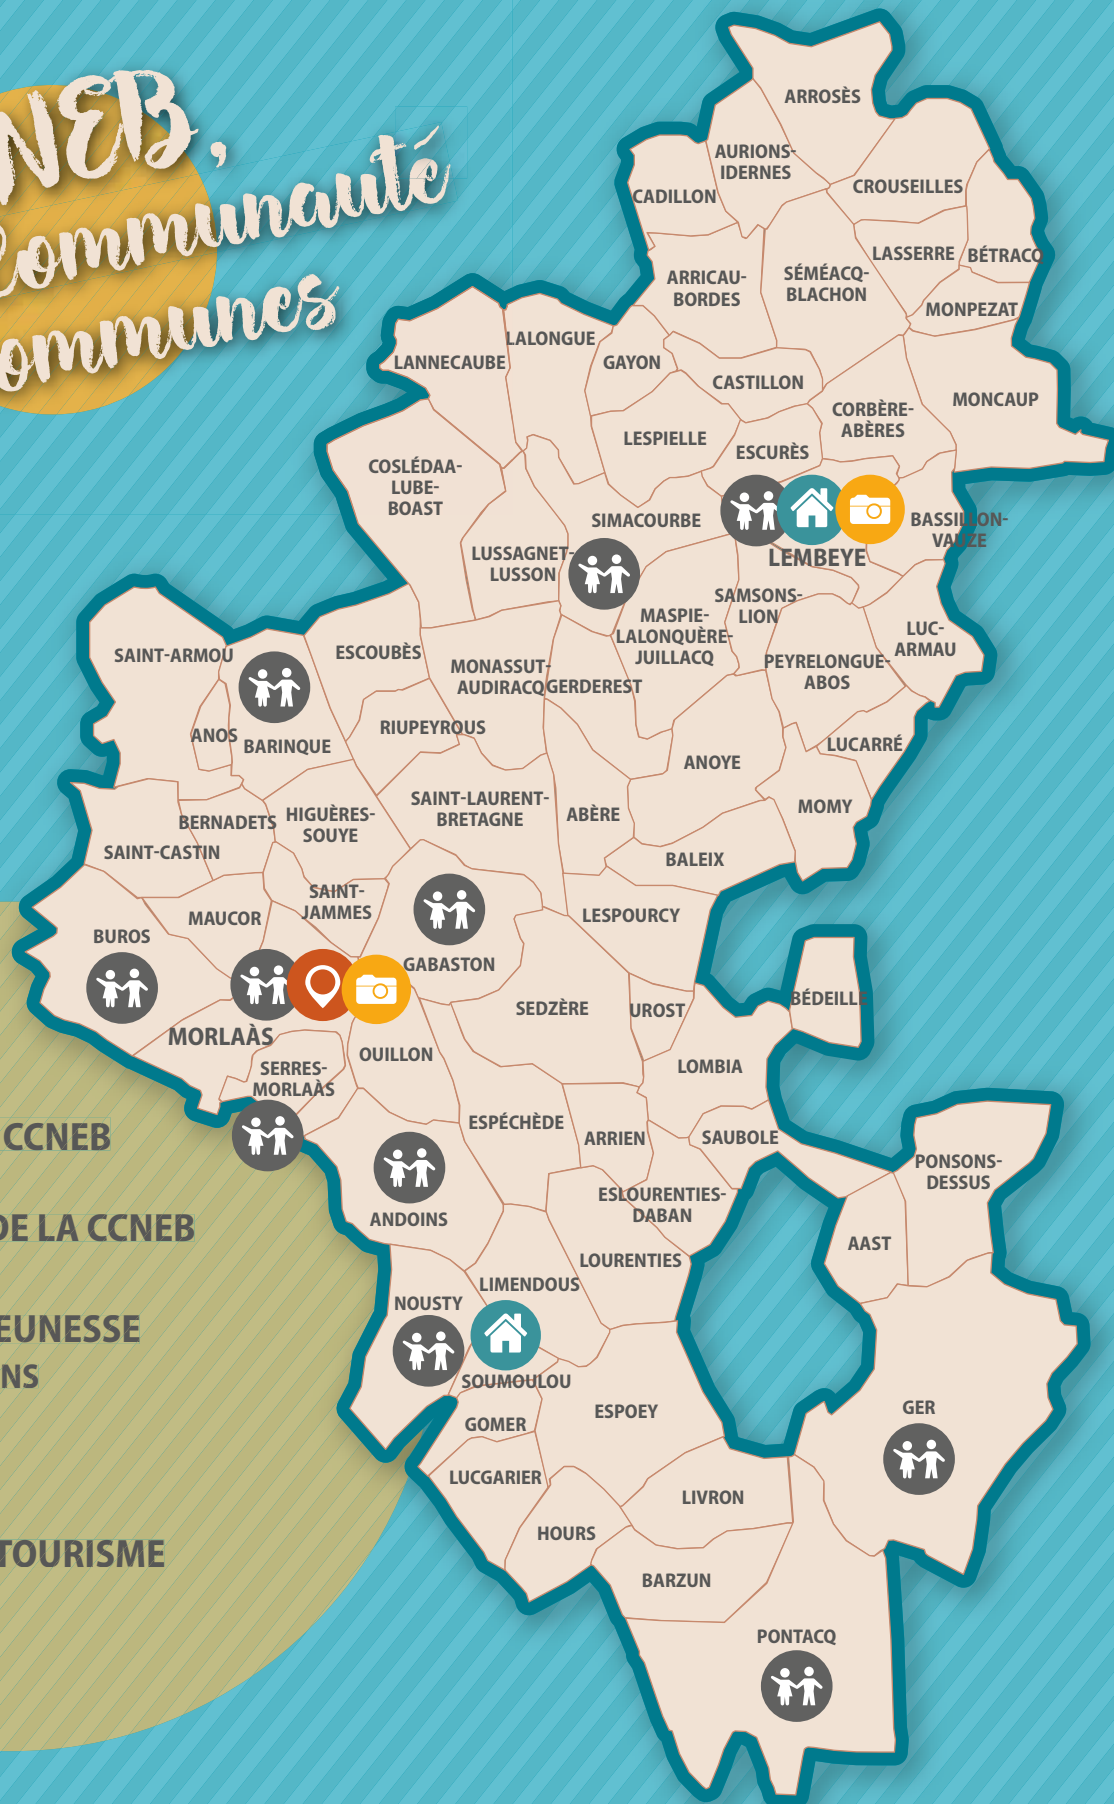 NEB,
Communauté
ommunes
ARROSÈS
AURIONS-
IDERNES
CADILLON
CROUSEILLES
LASSERRE
BÉTRACQ
ARRICAU-
BORDES
SÉMÉACQ-
BLACHON
MONPEZAT
LALONGUE
LANNECAUBE
GAYON
CASTILLON
MONCAUP
CORBÈRE-
ABÈRES
LESPIELLE
ESCURÈS
COSLÉDAA-
LUBE-
BOAST
SIMACOURBE
BASSILLON-
VAUZE
LEMBEYE
LUSSAGNET-
LUSSON
SAMSONS-
LION
MASPIE-
LALONQUÈRE-
JUILLACQ
LUC-
ARMAU
SAINT-ARMOU
ESCOUBÈS
PEYRELONGUE-
ABOS
MONASSUT-
AUDIRACQ
GERDEREST
ANOS
BARINQUE
RIUPEYROUS
LUCARRÉ
ANOYE
SAINT-LAURENT-
BRETAGNE
ABÈRE
MOMY
BERNADETS
HIGUÈRES-
SOUYE
SAINT-CASTIN
BALEIX
SAINT-
JAMMES
MAUCOR
LESPOURCY
BUROS
GABASTON
BÉDEILLE
SEDZÈRE
UROST
MORLAÀS
OUILLON
LOMBIA
SERRES-
MORLAÀS
ESPÉCHÈDE
ARRIEN
SAUBOLE
CCNEB
PONSONS-
DESSUS
ESLOURENTIES-
DABAN
ANDOINS
DE LA CCNEB
AAST
LOURENTIES
LIMENDOUS
NOUSTY
EUNESSE
NS
SOUMOULOU
ESPOEY
GER
GOMER
LUCGARIER
LIVRON
HOURS
TOURISME
BARZUN
PONTACQ